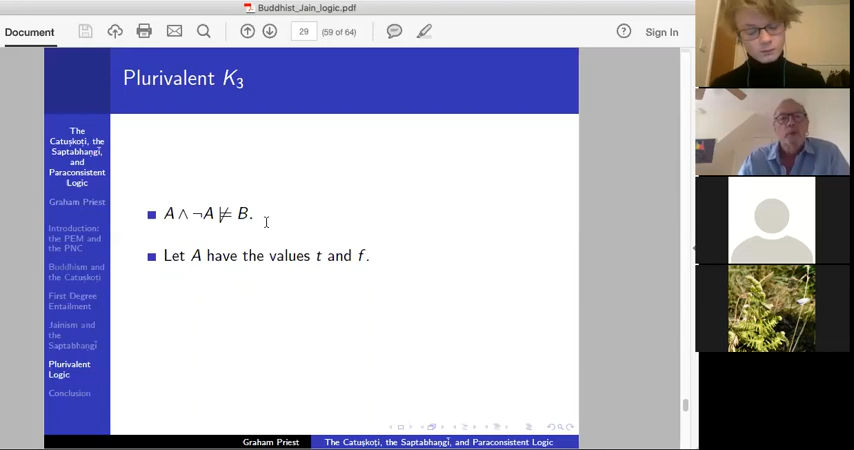 Buddhist_Jain_logic.pdf
Document
29
(59 of 64)
Sign In
Plurivalent K₃
The
Catuṣkoṭi, the
Saptabhaṅgī,
and
Paraconsistent
Logic
Graham Priest
Introduction:
the PEM and
the PNC
Buddhism and
the Catuskoti
First Degree
Entailment
Jainism and
the
Saptabhaṅgī
Plurivalent
Logic
Conclusion
A ∧ ¬A ⊭ B.
Let A have the values t and f.
Graham Priest
The Catuṣkoṭi, the Saptabhaṅgī, and Paraconsistent Logic